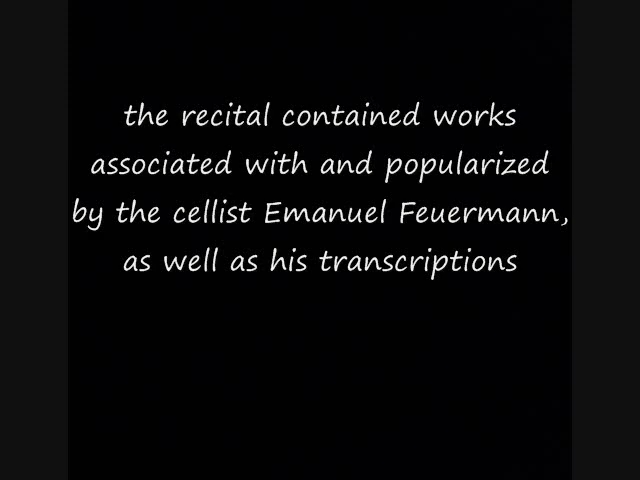 the recital contained works
associated with and popularized
by the cellist Emanuel Feuermann,
as well as his transcriptions